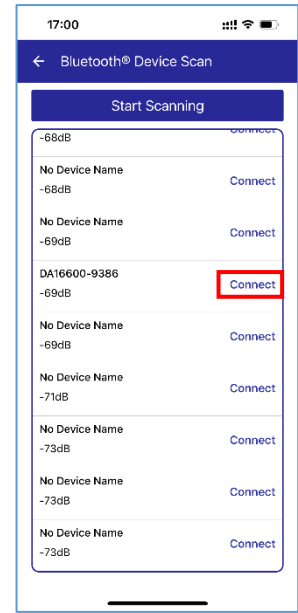 17:00
← Bluetooth® Device Scan
Start Scanning
-68dB Connect
No Device Name
-68dB Connect
No Device Name
-69dB Connect
DA16600-9386
-69dB Connect
No Device Name
-69dB Connect
No Device Name
-71dB Connect
No Device Name
-73dB Connect
No Device Name
-73dB Connect
No Device Name
-73dB Connect